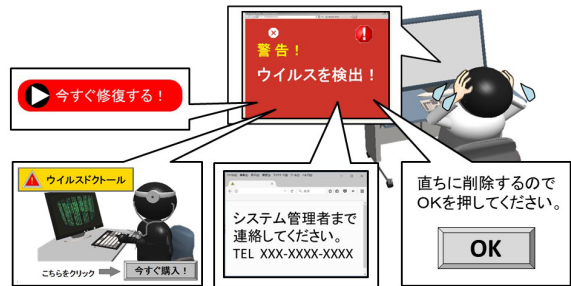 警告！
ウイルスを検出！
今すぐ修復する！
ウイルスドクトール
こちらをクリック
今すぐ購入！
システム管理者まで
連絡してください。
TEL XXX-XXXX-XXXX
直ちに削除するので
OKを押してください。
OK